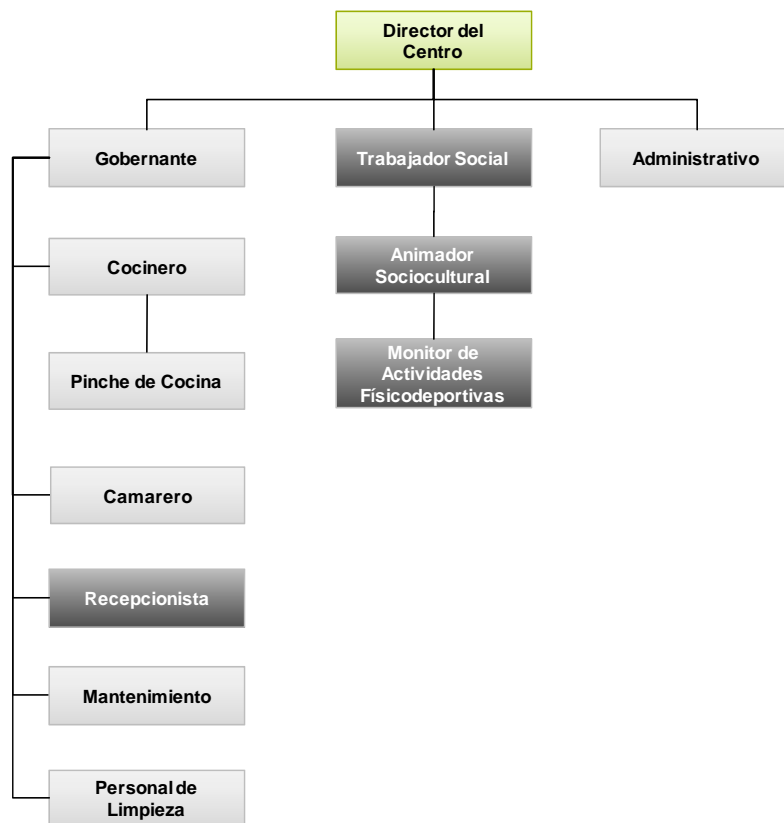 Director del
Centro
Gobernante
Trabajador Social
Administrativo
Cocinero
Animador
Sociocultural
Pinche de Cocina
Monitor de
Actividades
Físicodeportivas
Camarero
Recepcionista
Mantenimiento
Personal de
Limpieza